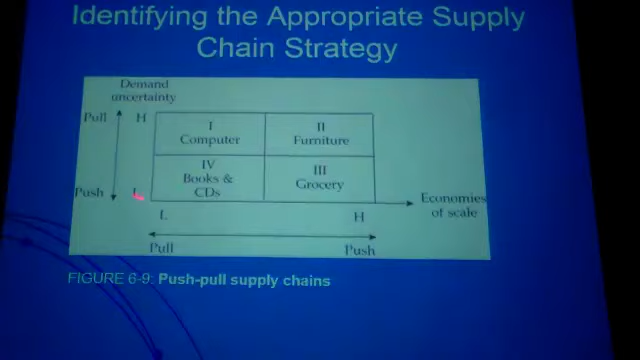 Identifying the Appropriate Supply
Chain Strategy
Demand
uncertainty
Pull
H
I
Computer
II
Furniture
IV
Books &
CDs
III
Grocery
Push
L
Economies
of scale
L
H
Pull
Push
FIGURE 6-9: Push-pull supply chains